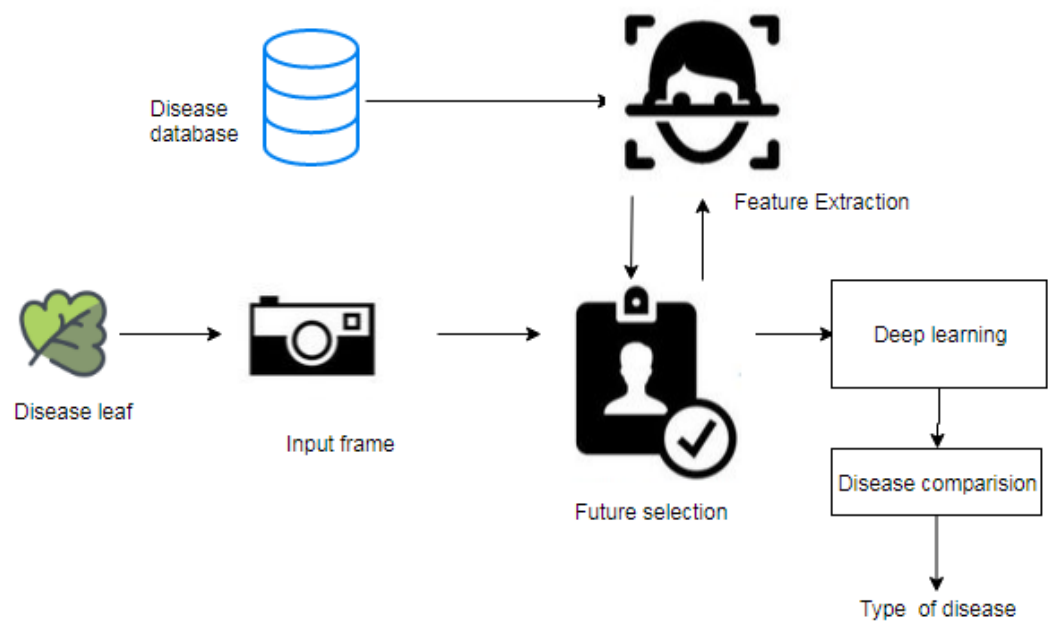 Disease
database
Feature Extraction
Deep learning
Disease leaf
Input frame
Disease comparision
Future selection
Type of disease